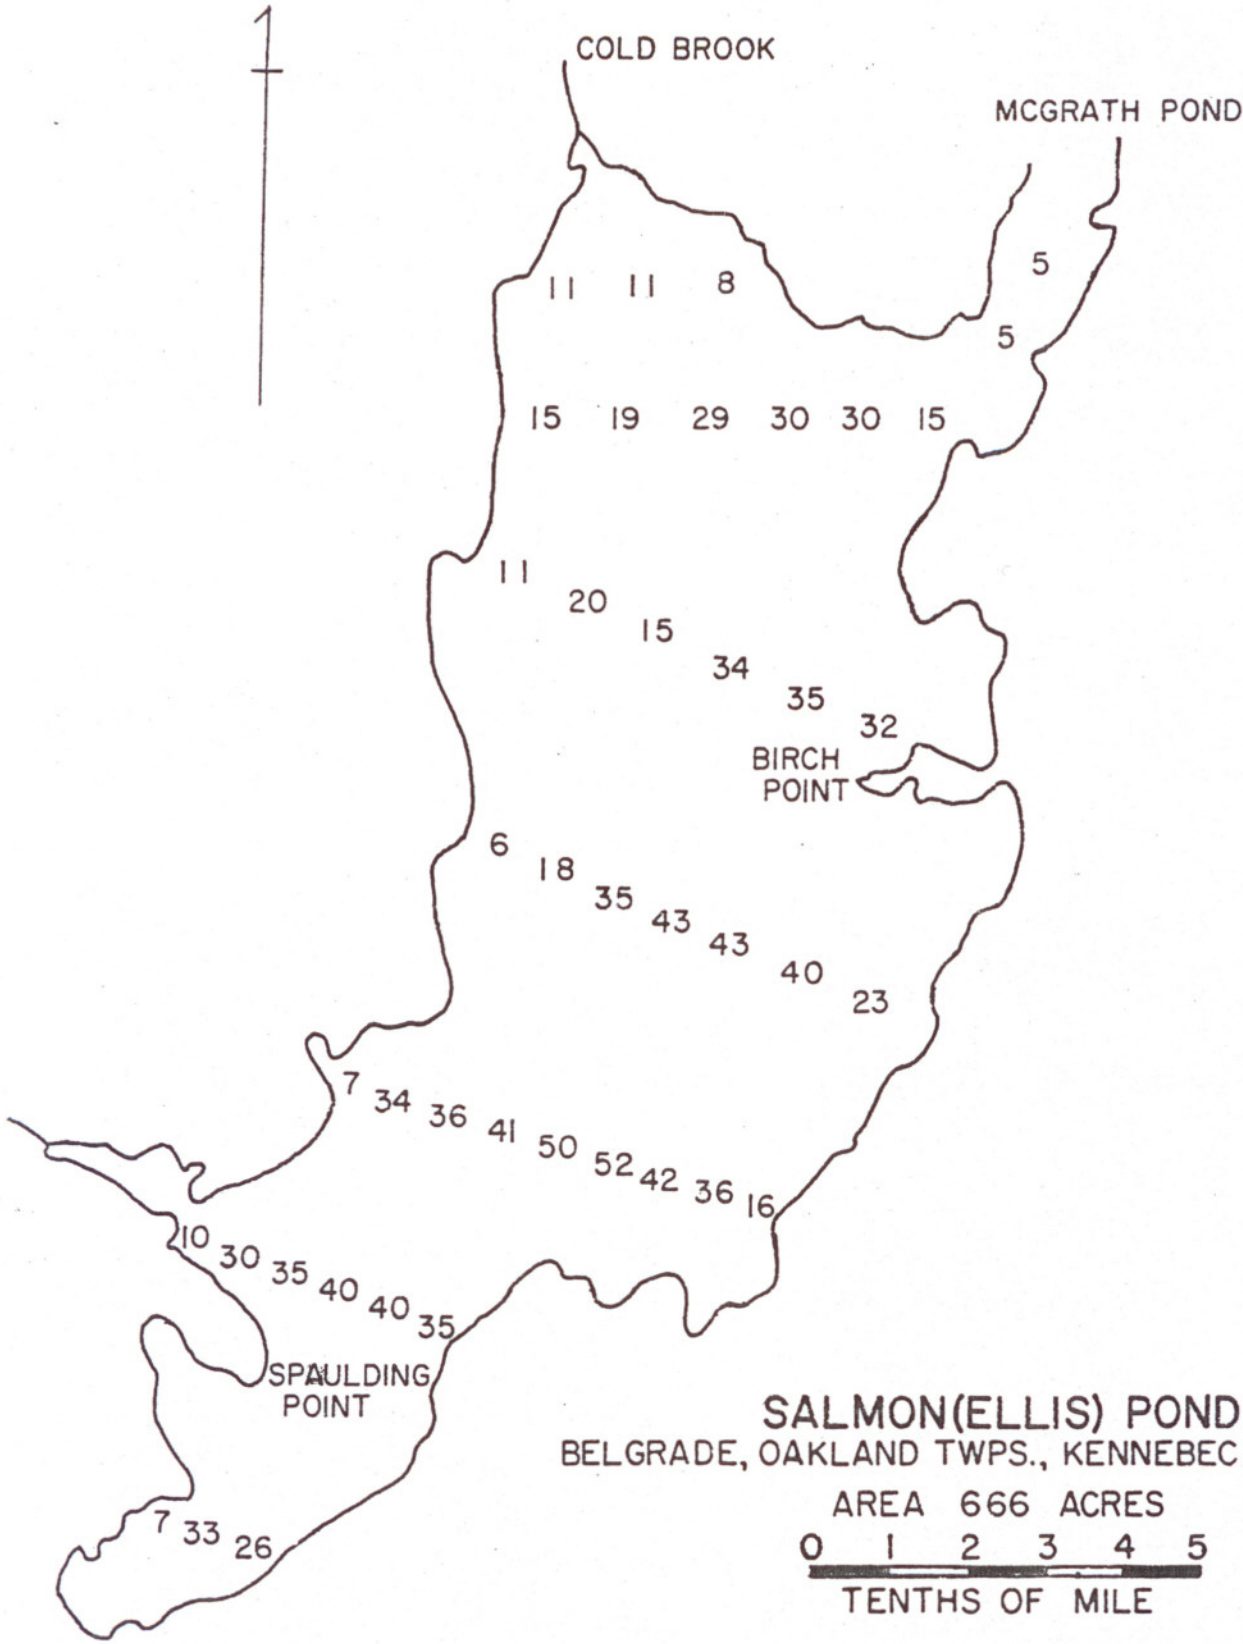 COLD BROOK
MCGRATH POND
5
11 11 8
5
15 19 29 30 30 15
11
20
15
34
35
32
BIRCH
POINT
6
18
35
43
43
40
23
7
34
36
41
50
52
42
36
16
10
30
35
40
40
35
SPAULDING
POINT
7
33
26
SALMON(ELLIS) POND
BELGRADE, OAKLAND TWPS., KENNEBEC
AREA 666 ACRES
0 1 2 3 4 5
TENTHS OF MILE